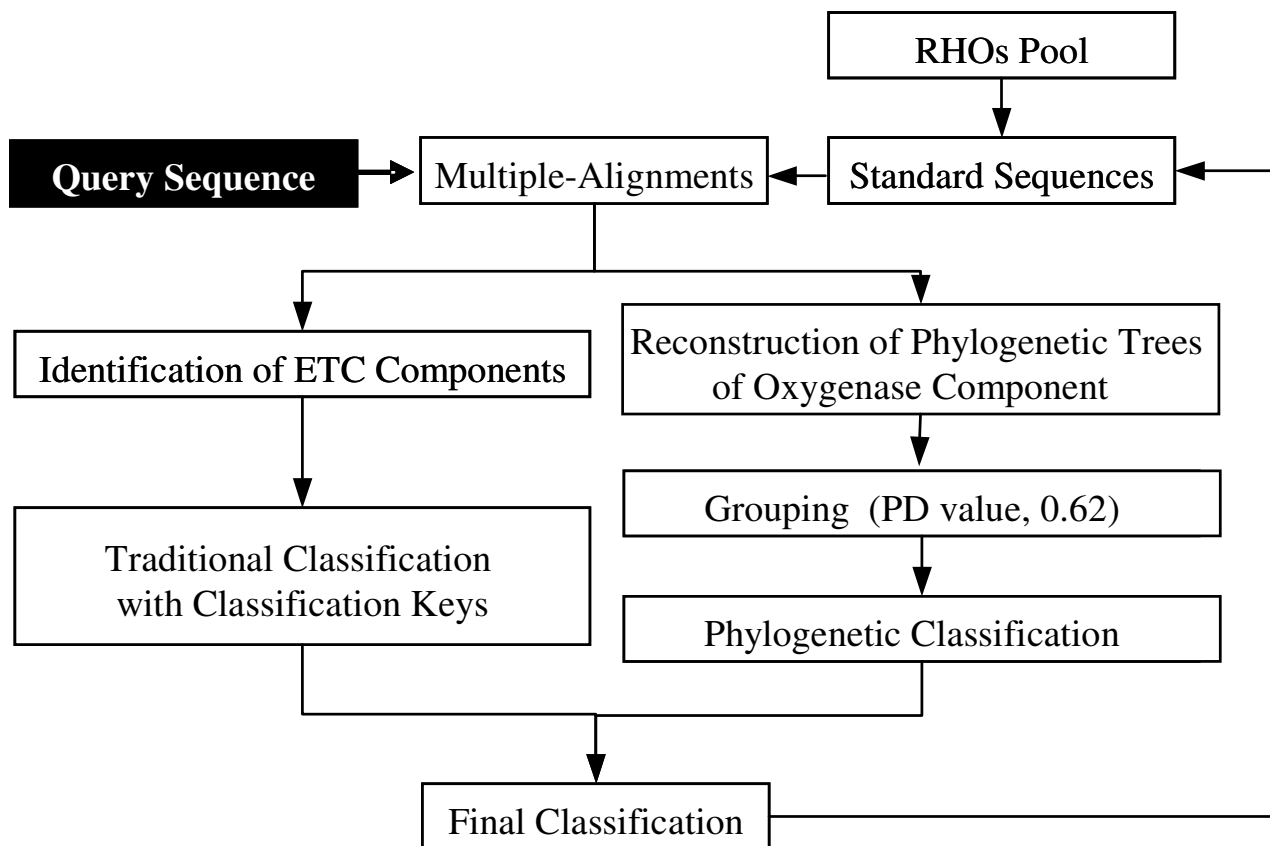 RHOs Pool
Query Sequence
Multiple-Alignments
Standard Sequences
Identification of ETC Components
Reconstruction of Phylogenetic Trees
of Oxygenase Component
Grouping (PD value, 0.62)
Traditional Classification
with Classification Keys
Phylogenetic Classification
Final Classification